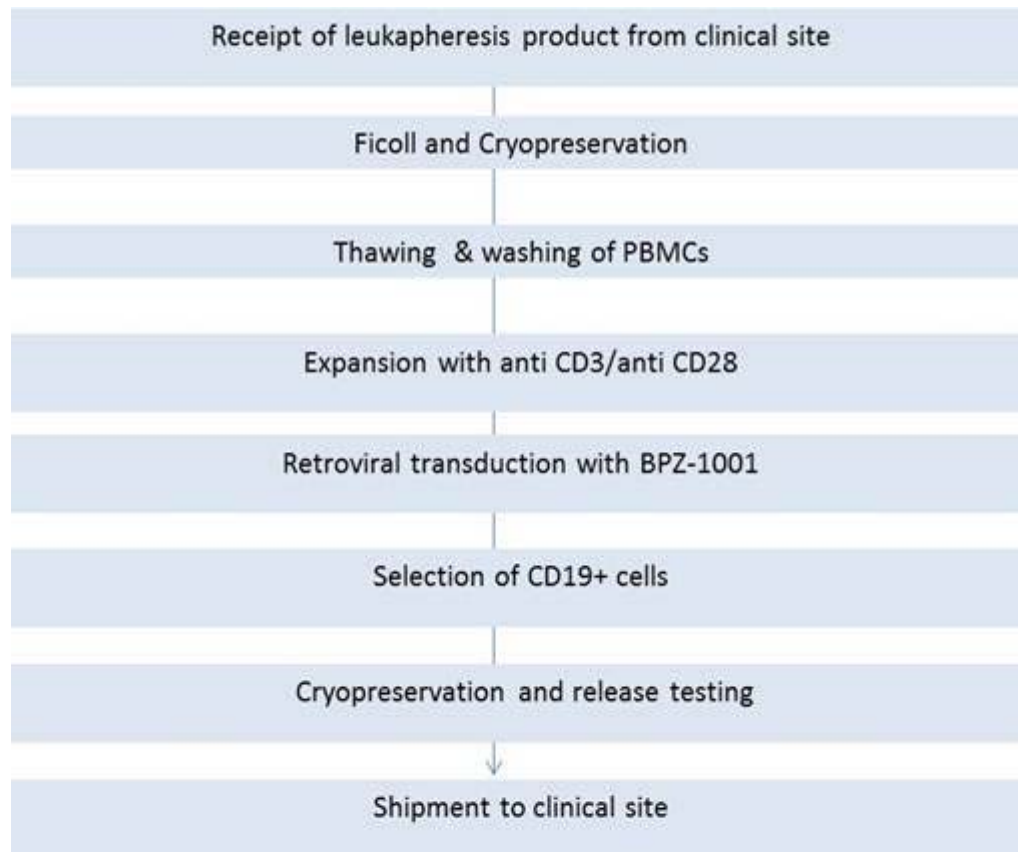 Receipt of leukapheresis product from clinical site
Ficoll and Cryopreservation
Thawing & washing of PBMCs
Expansion with anti CD3/anti CD28
Retroviral transduction with BPZ-1001
Selection of CD19+ cells
Cryopreservation and release testing
Shipment to clinical site